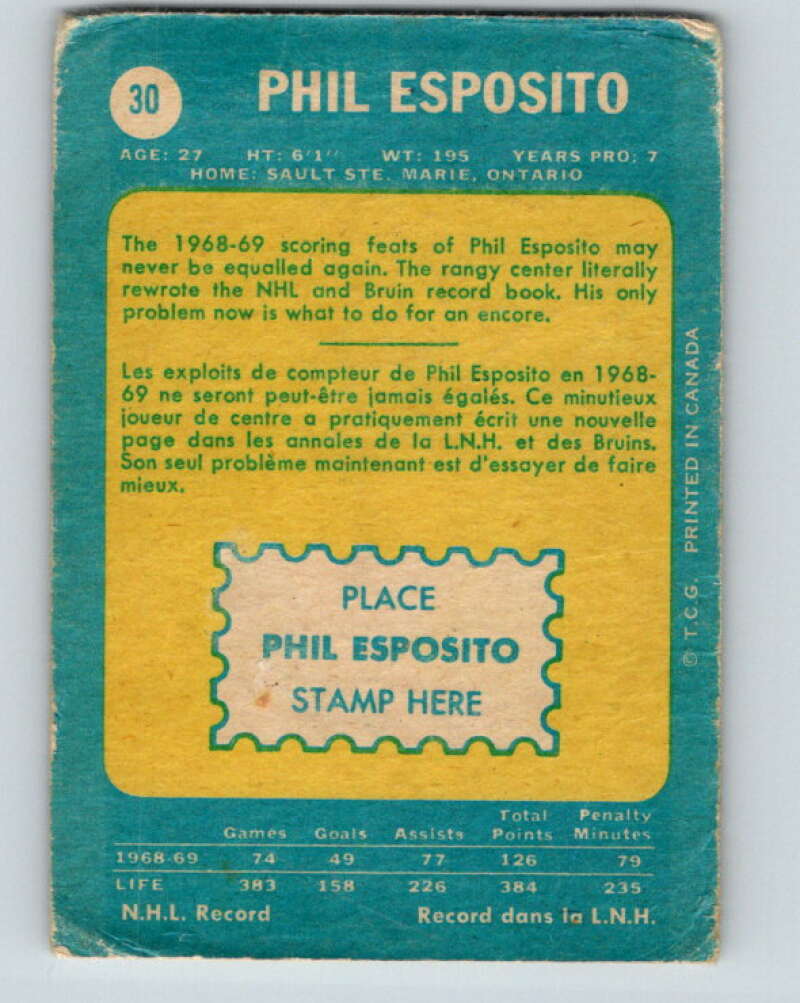 30
PHIL ESPOSITO
AGE: 27 HT: 6'1" WT: 195 YEARS PRO: 7
HOME: SAULT STE. MARIE, ONTARIO
The 1968-69 scoring feats of Phil Esposito may
never be equalled again. The rangy center literally
rewrote the NHL and Bruin record book. His only
problem now is what to do for an encore.
Les exploits de compteur de Phil Esposito en 1968-
69 ne seront peut-être jamais égalés. Ce minutieux
joueur de centre a pratiquement écrit une nouvelle
page dans les annales de la L.N.H. et des Bruins.
Son seul problème maintenant est d'essayer de faire
mieux.
PLACE
PHIL ESPOSITO
STAMP HERE
© T.C.G. PRINTED IN CANADA
Games Goals Assists Total Points Penalty Minutes
1968-69 74 49 77 126 79
LIFE 383 158 226 384 235
N.H.L. Record Record dans la L.N.H.